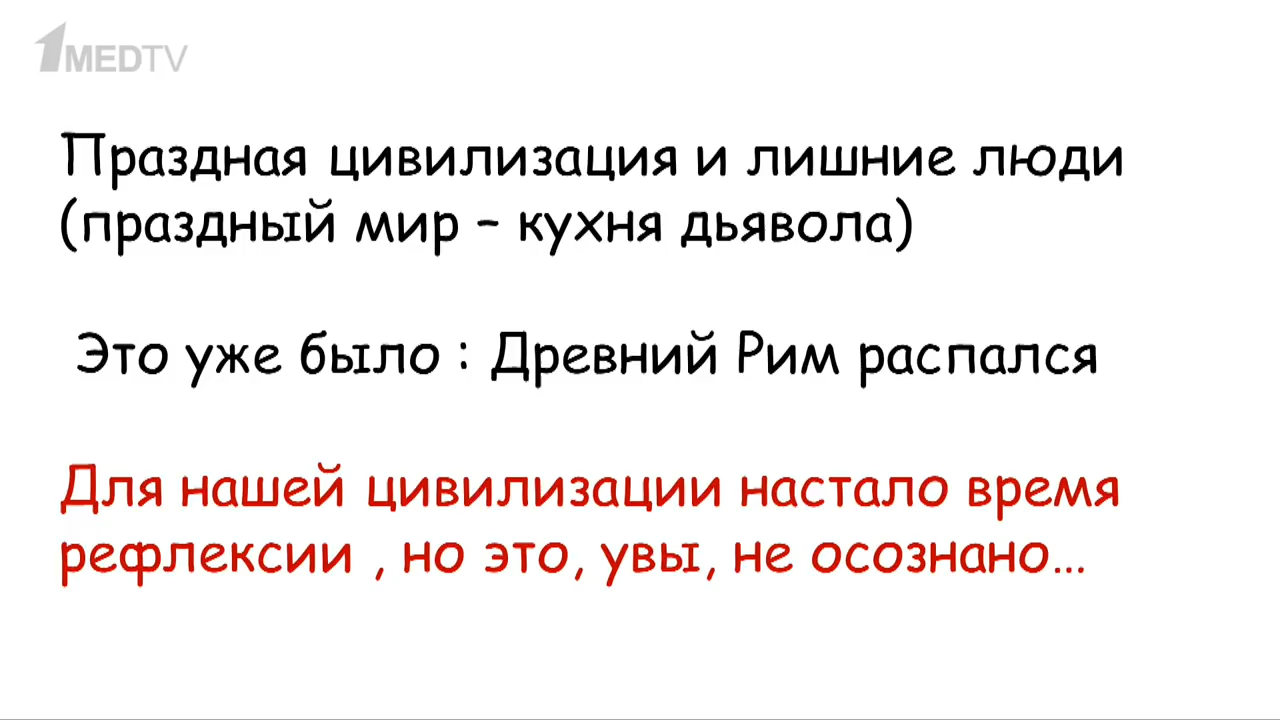 1MEDTV
Праздная цивилизация и лишние люди
(праздный мир – кухня дьявола)
Это уже было : Древний Рим распался
Для нашей цивилизации настало время
рефлексии , но это, увы, не осознано...